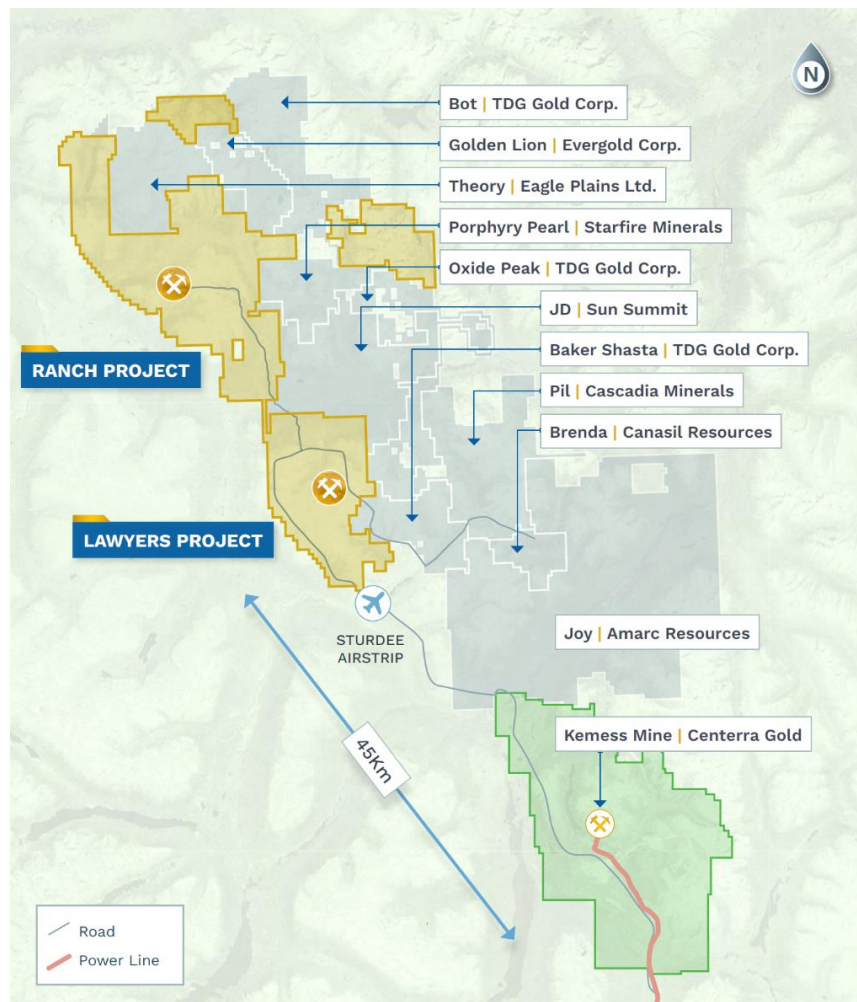 N
Bot | TDG Gold Corp.
Golden Lion | Evergold Corp.
Theory | Eagle Plains Ltd.
Porphyry Pearl | Starfire Minerals
Oxide Peak | TDG Gold Corp.
JD | Sun Summit
Baker Shasta | TDG Gold Corp.
RANCH PROJECT
Pil | Cascadia Minerals
Brenda | Canasil Resources
LAWYERS PROJECT
STURDEE
AIRSTRIP
Joy | Amarc Resources
Kemess Mine | Centerra Gold
45Km
Road
Power Line